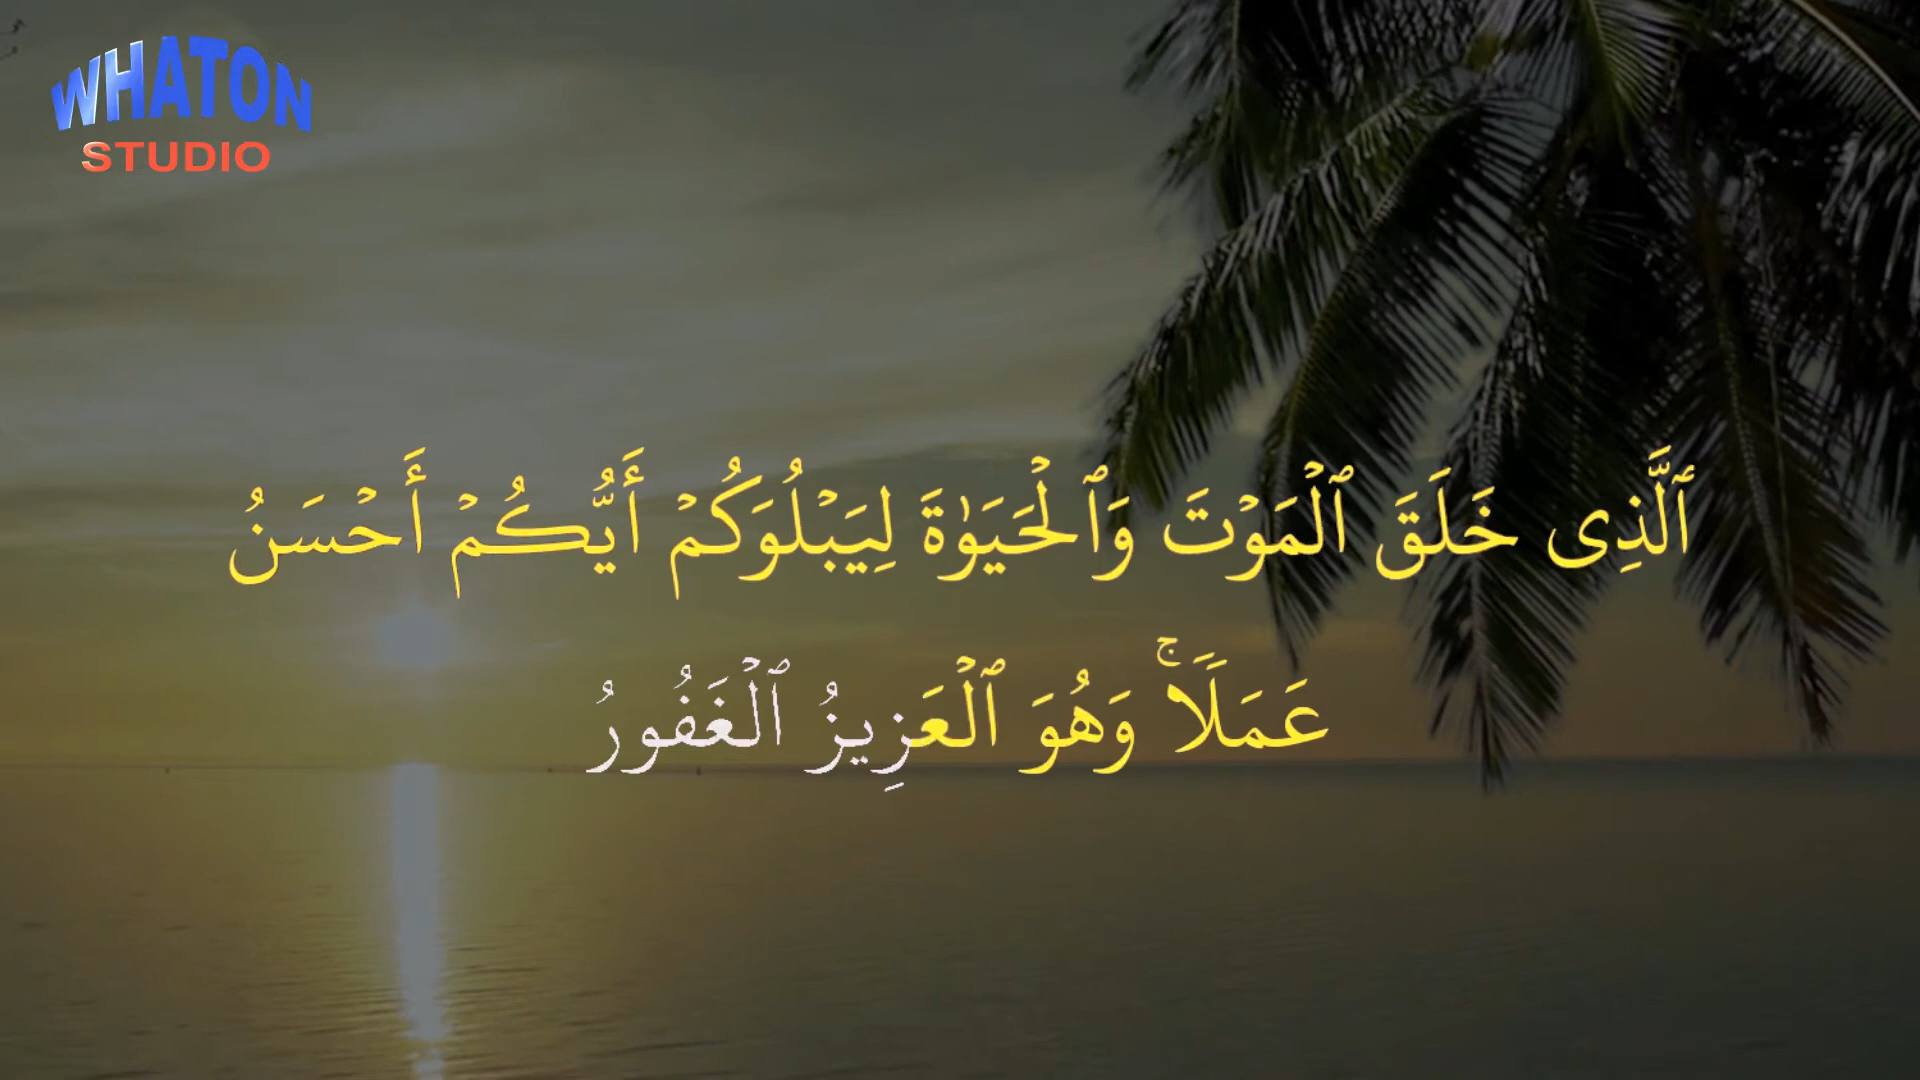 WHATON
STUDIO
ٱلَّذِى خَلَقَ ٱلْمَوْتَ وَٱلْحَيَوٰةَ لِيَبْلُوَكُمْ أَيُّكُمْ أَحْسَنُ
عَمَلًاۚ وَهُوَ ٱلْعَزِيزُ ٱلْغَفُورُ